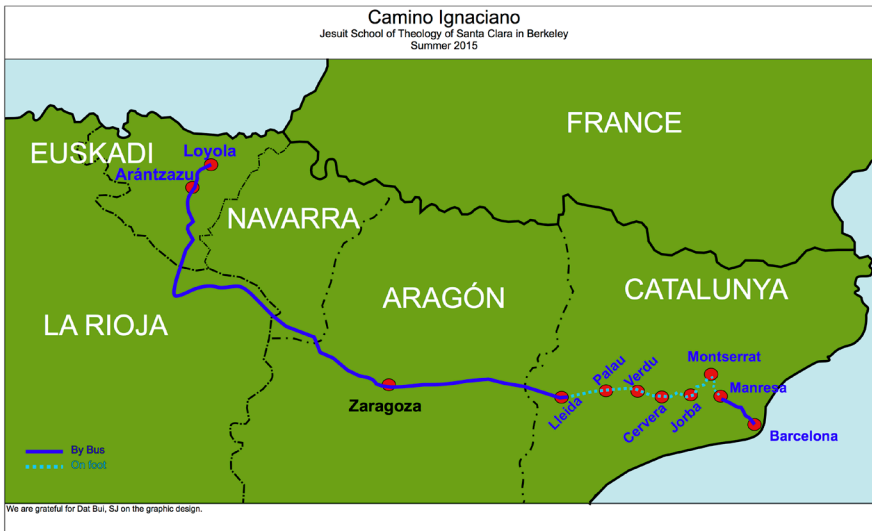 Camino Ignaciano
Jesuit School of Theology of Santa Clara in Berkeley
Summer 2015
FRANCE
EUSKADI
Loyola
Arántzazu
NAVARRA
ARAGÓN
CATALUNYA
LA RIOJA
Zaragoza
Lleida
Palau
Verdu
Cervera
Jorba
Montserrat
Manresa
Barcelona
By Bus
On foot
We are grateful for Dat Bui, SJ on the graphic design.